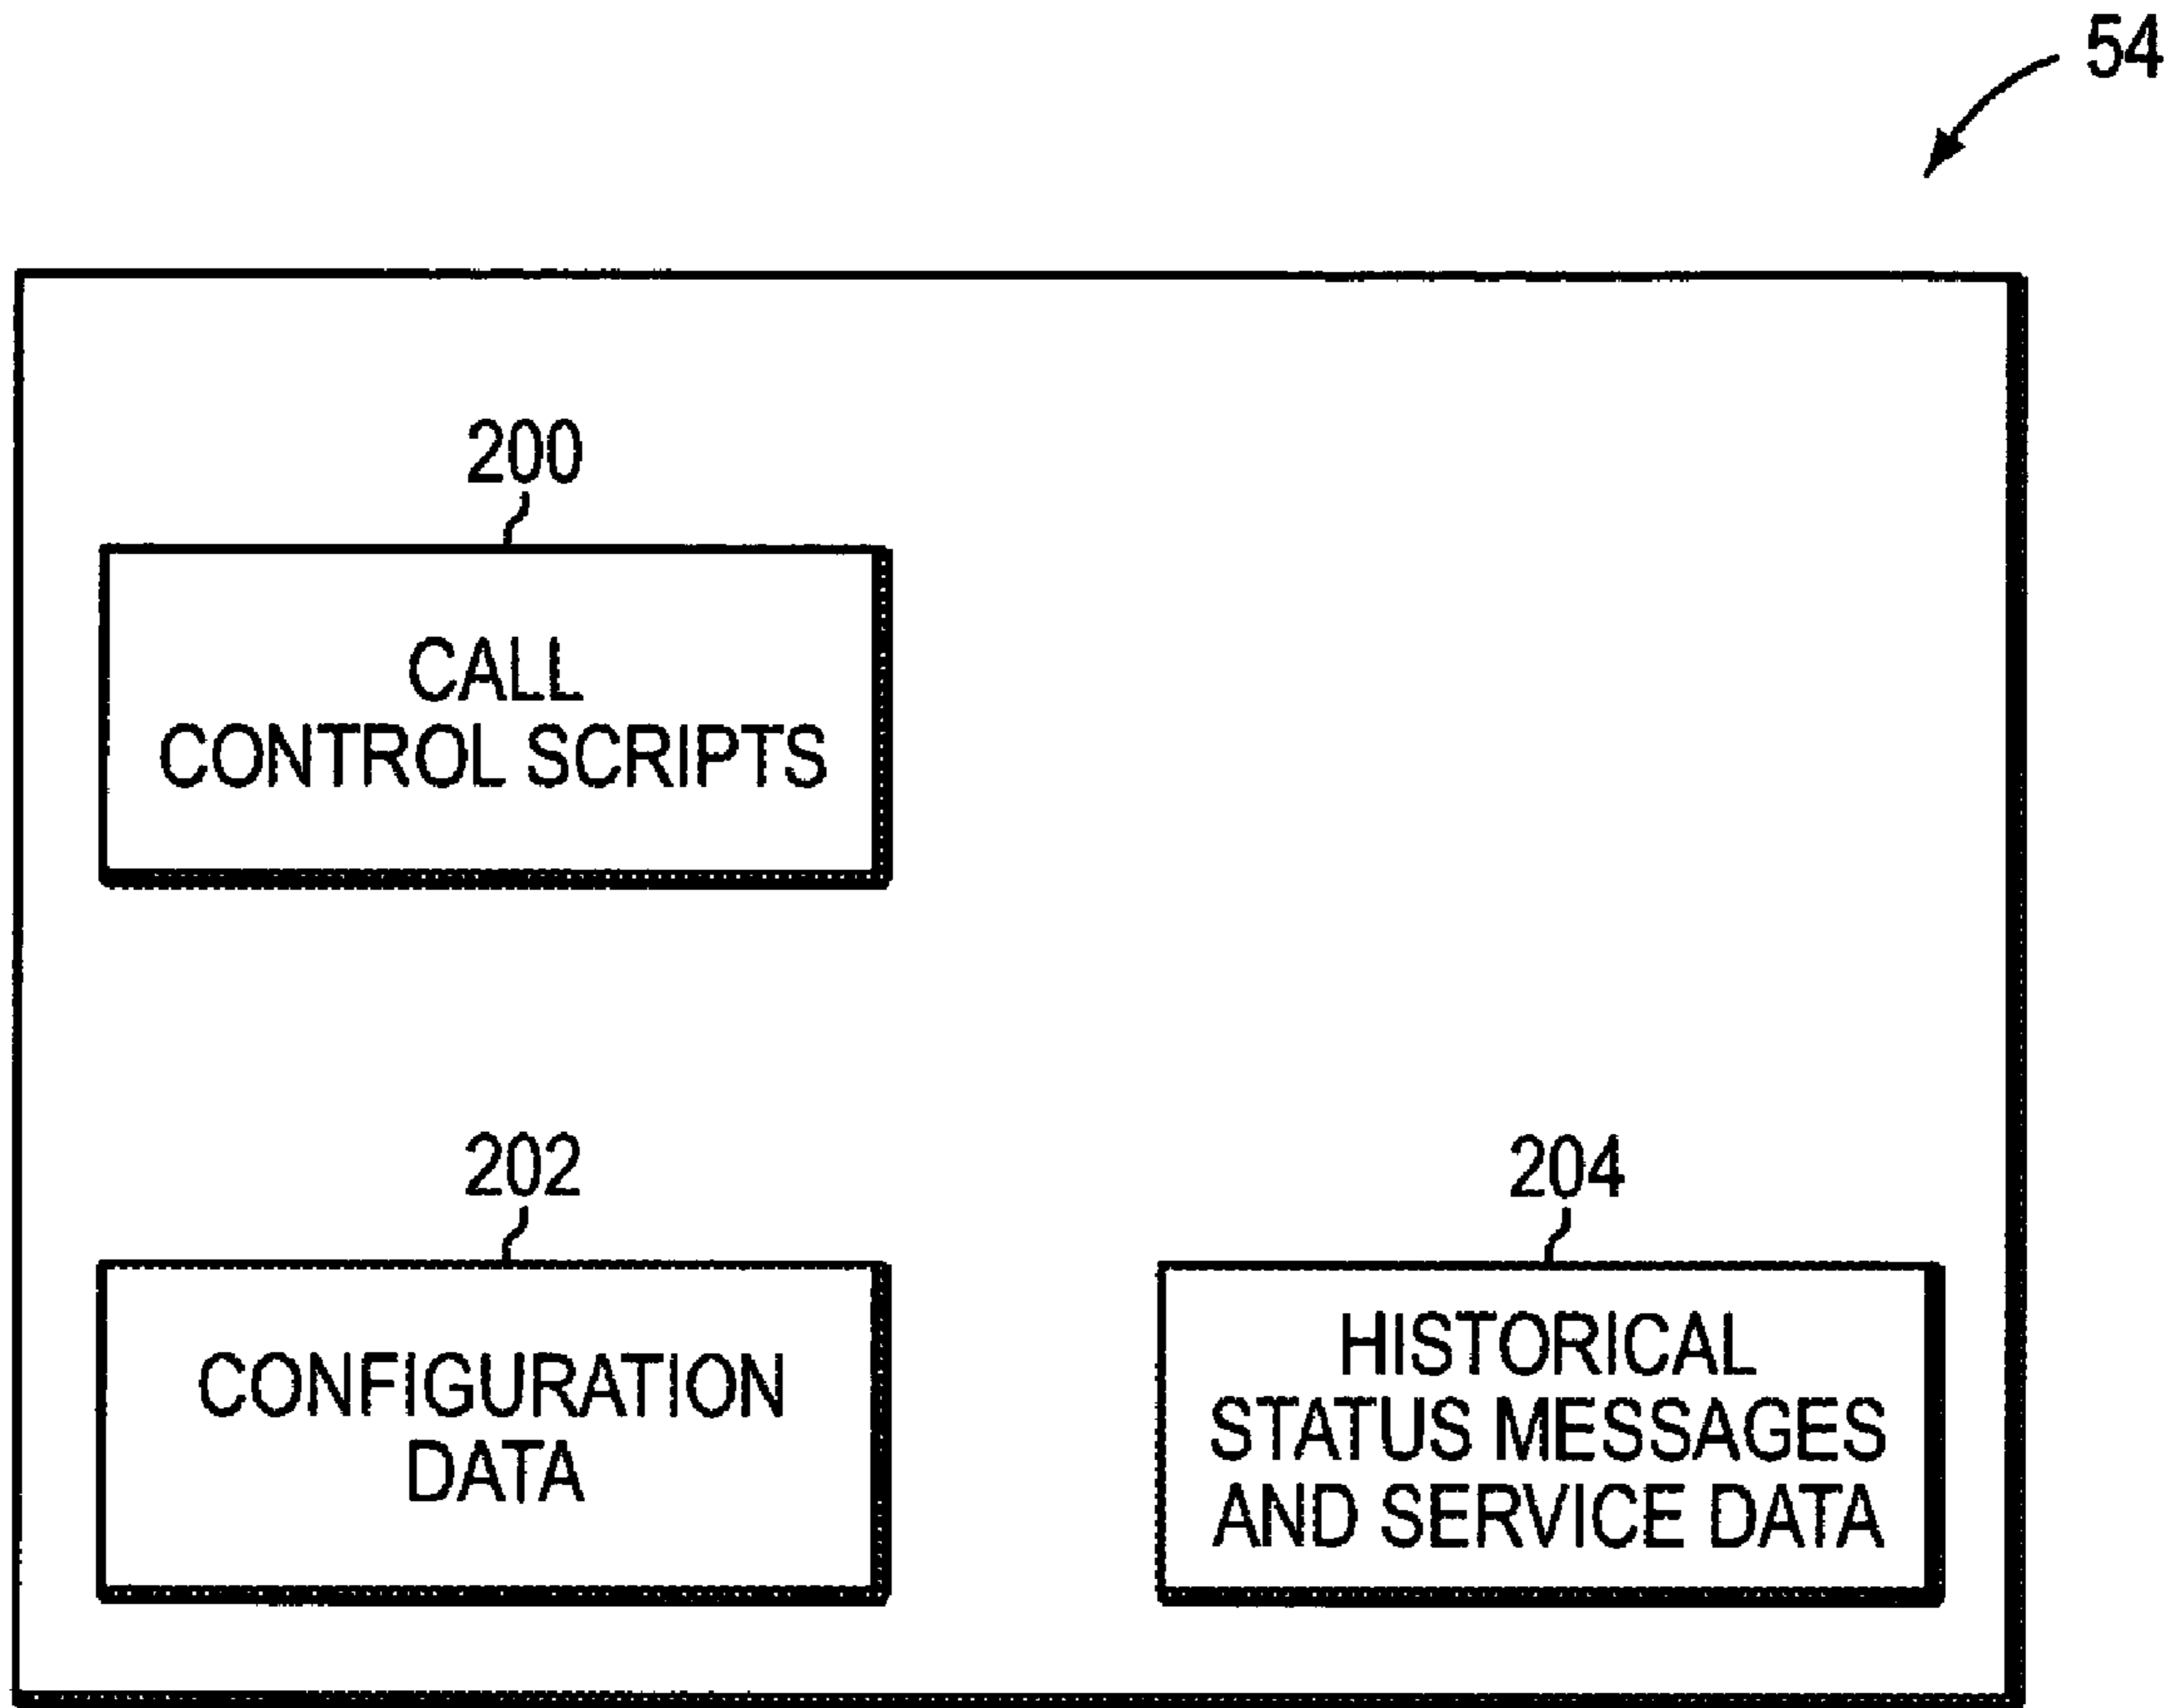 54
200
CALL
CONTROL SCRIPTS
202
CONFIGURATION
DATA
204
HISTORICAL
STATUS MESSAGES
AND SERVICE DATA